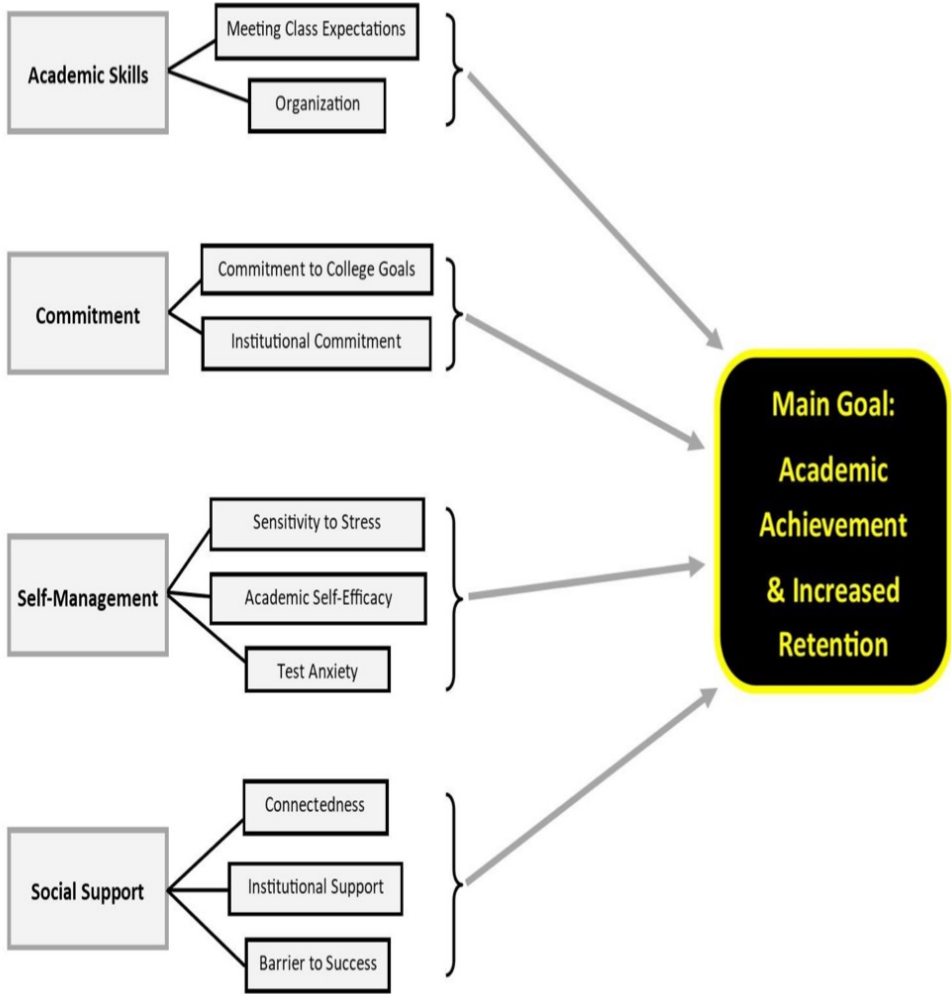 Academic Skills
Meeting Class Expectations
Organization
Commitment
Commitment to College Goals
Institutional Commitment
Self-Management
Sensitivity to Stress
Academic Self-Efficacy
Test Anxiety
Social Support
Connectedness
Institutional Support
Barrier to Success
Main Goal:
Academic
Achievement
& Increased
Retention